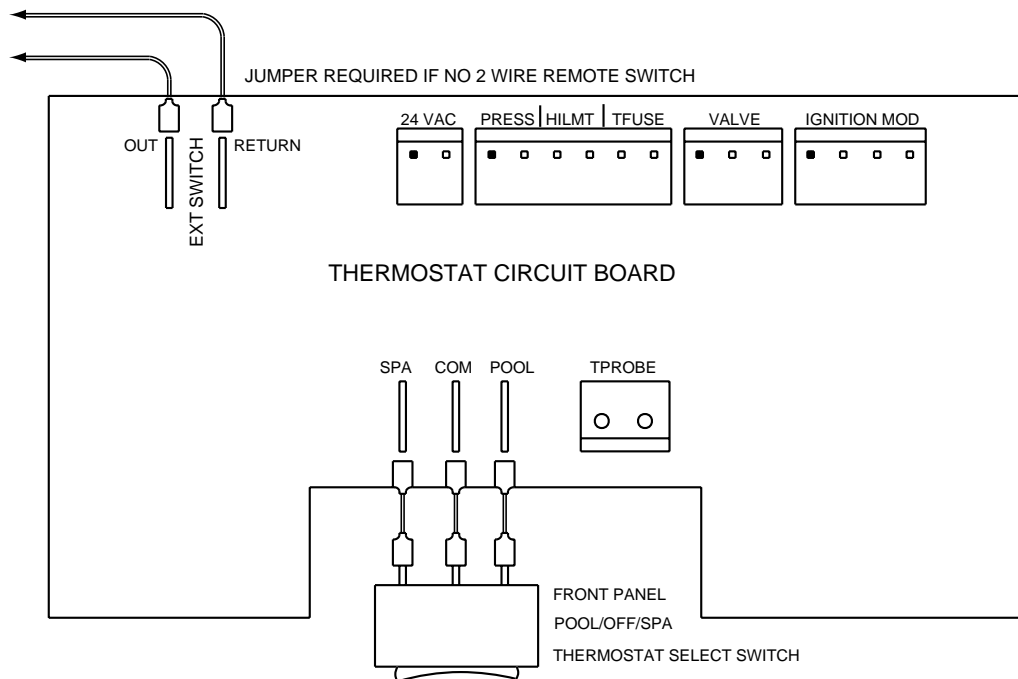 JUMPER REQUIRED IF NO 2 WIRE REMOTE SWITCH
24 VAC PRESS HILMT TFUSE VALVE IGNITION MOD
OUT EXT SWITCH RETURN
THERMOSTAT CIRCUIT BOARD
SPA COM POOL TPROBE
FRONT PANEL
POOL/OFF/SPA
THERMOSTAT SELECT SWITCH